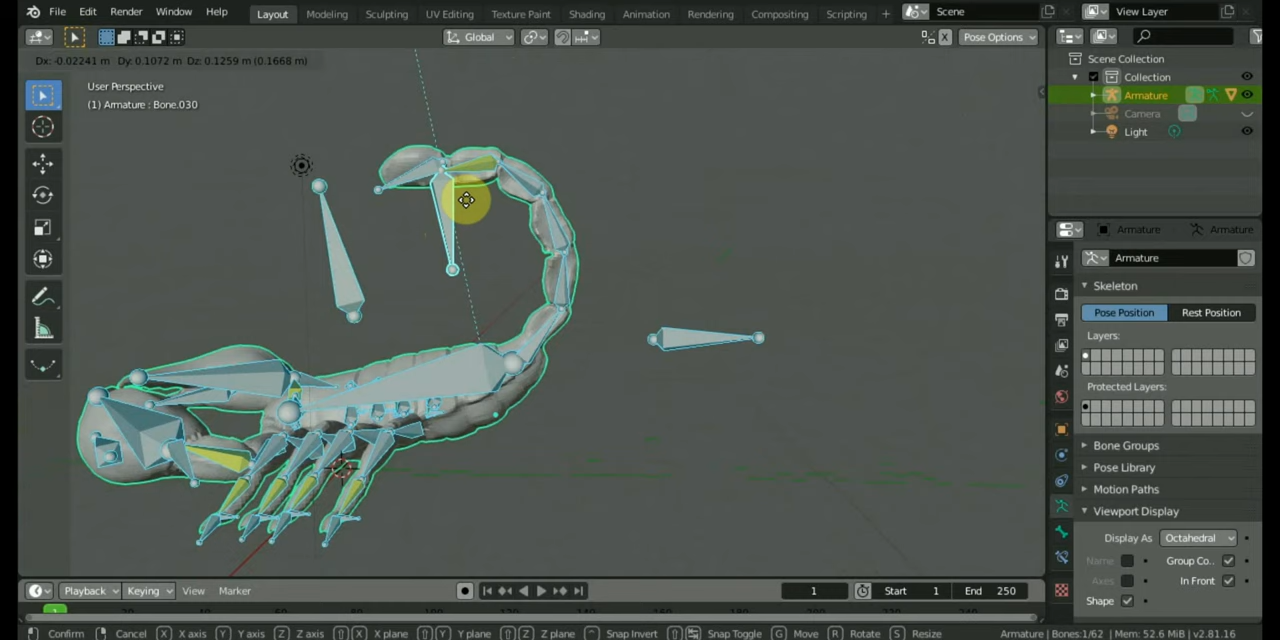 File Edit Render Window Help Layout Modeling Sculpting UV Editing Texture Paint Shading Animation Rendering Compositing Scripting + Scene View Layer
Global Pose Options
Dx: -0.02241 m Dy: 0.1072 m Dz: 0.1259 m (0.1668 m)
User Perspective
(1) Armature : Bone.030
Scene Collection
Collection
Armature
Camera
Light
Armature Armature
Armature
Skeleton
Pose Position Rest Position
Layers:
Protected Layers:
Bone Groups
Pose Library
Motion Paths
Viewport Display
Display As Octahedral
Name Group Co..
Axes In Front
Shape
Playback Keying View Marker 1 Start 1 End 250
1
Confirm Cancel X X axis Y Y axis Z Z axis X X plane Y Y plane Z Z plane Snap Invert Snap Toggle G Move R Rotate S Resize Armature | Bones:1/62 | Mem: 52.6 MiB | v2.81.16